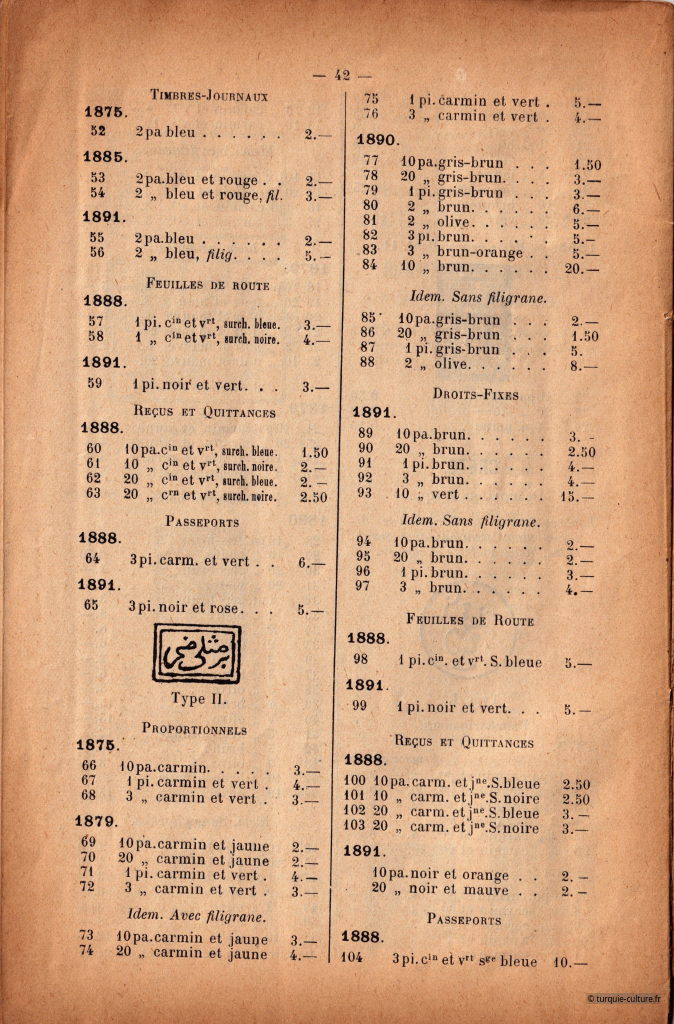 — 42 —
Timbres-Journaux
1875.
52 2 pa bleu . . . . . . 2.—
1885.
53 2 pa. bleu et rouge . . 2.—
54 2 „ bleu et rouge, fil. 3.—
1891.
55 2 pa. bleu . . . . . . 2.—
56 2 „ bleu, filig. . . . 5.—
Feuilles de route
1888.
57 1 pi. cin et vrt, surch. bleue. 3.—
58 1 „ cin et vrt, surch. noire. 4.—
1891.
59 1 pi. noir et vert. . . 3.—
Reçus et Quittances
1888.
60 10 pa. cin et vrt, surch. bleue. 1.50
61 10 „ cin et vrt, surch. noire. 2.—
62 20 „ cin et vrt, surch. bleue. 2.—
63 20 „ crn et vrt, surch. noire. 2.50
Passeports
1888.
64 3 pi. carm. et vert . . 6.—
1891.
65 3 pi. noir et rose. . . 5.—
Type II.
Proportionnels
1875.
66 10 pa. carmin. . . . . 3.—
67 1 pi. carmin et vert . 4.—
68 3 „ carmin et vert . 3.—
1879.
69 10 pa. carmin et jaune 2.—
70 20 „ carmin et jaune 2.—
71 1 pi. carmin et vert . 4.—
72 3 „ carmin et vert . 3.—
Idem. Avec filigrane.
73 10 pa. carmin et jaune 3.—
74 20 „ carmin et jaune 4.—
75 1 pi. carmin et vert . 5.—
76 3 „ carmin et vert . 4.—
1890.
77 10 pa. gris-brun . . . 1.50
78 20 „ gris-brun. . . . 3.—
79 1 pi. gris-brun . . . 3.—
80 2 „ brun. . . . . . 6.—
81 2 „ olive. . . . . . 5.—
82 3 pi. brun. . . . . . 5.—
83 3 „ brun-orange . . 5.—
84 10 „ brun. . . . . . 20.—
Idem. Sans filigrane.
85 10 pa. gris-brun . . . 2.—
86 20 „ gris-brun . . . 1.50
87 1 pi. gris-brun . . . 5.
88 2 „ olive. . . . . . 8.—
Droits-Fixes
1891.
89 10 pa. brun. . . . . . 3.-
90 20 „ brun. . . . . . 2.50
91 1 pi. brun. . . . . . 4.—
92 3 „ brun. . . . . . 4.—
93 10 „ vert . . . . . . 15.—
Idem. Sans filigrane.
94 10 pa. brun. . . . . . 2.—
95 20 „ brun. . . . . . 2.—
96 1 pi. brun. . . . . . 3.—
97 3 „ brun. . . . . . 4.—
Feuilles de Route
1888.
98 1 pi. cin. et vrt. S. bleue 5.—
1891.
99 1 pi. noir et vert. . . 5.—
Reçus et Quittances
1888.
100 10 pa. carm. et jne. S. bleue 2.50
101 10 „ carm. et jne. S. noire 2.50
102 20 „ carm. et jne. S. bleue 3.—
103 20 „ carm. et jne. S. noire 3.—
1891.
10 pa. noir et orange . . 2.-
20 „ noir et mauve . . 2.-
Passeports
1888.
104 3 pi. cin et vrt sge bleue 10.—
© turquie-culture.fr